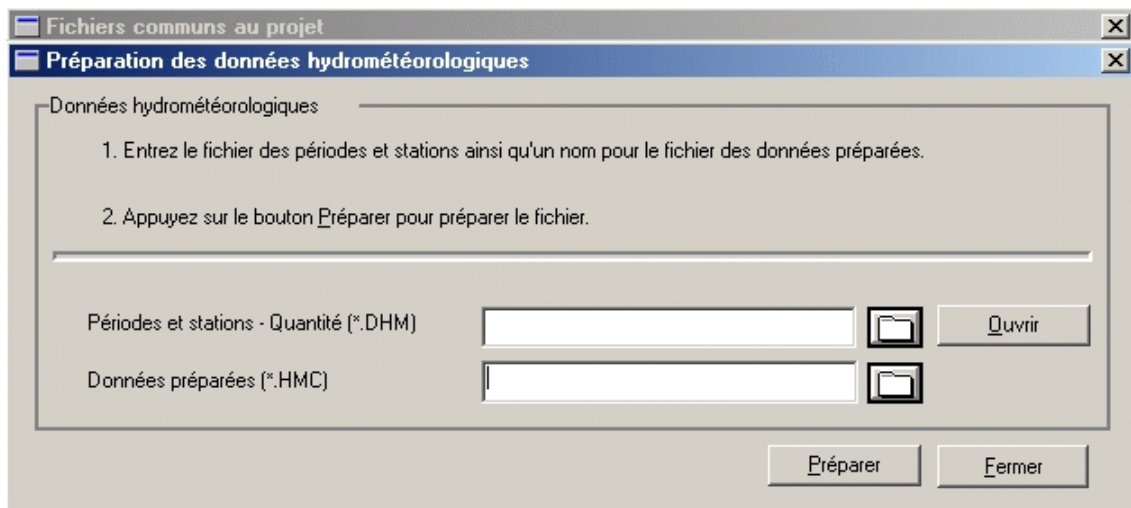 Fichiers communs au projet
Préparation des données hydrométéorologiques
Données hydrométéorologiques
1. Entrez le fichier des périodes et stations ainsi qu'un nom pour le fichier des données préparées.
2. Appuyez sur le bouton Préparer pour préparer le fichier.
Périodes et stations - Quantité (*.DHM)
Ouvrir
Données préparées (*.HMC)
Préparer
Fermer